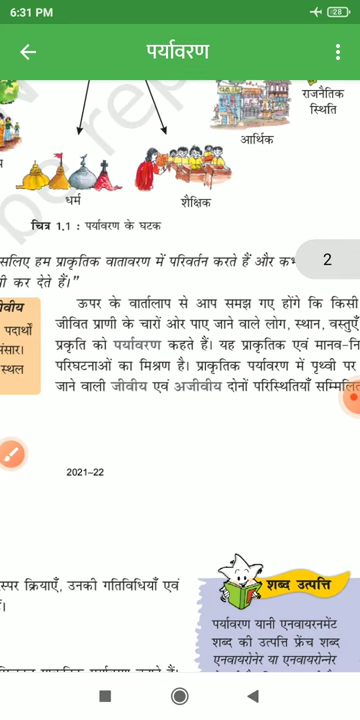 6:31 PM
28
पर्यावरण
राजनैतिक
स्थिति
आर्थिक
धर्म
शैक्षिक
चित्र 1.1 : पर्यावरण के घटक
सलिए हम प्राकृतिक वातावरण में परिवर्तन करते हैं और कभ
भी कर देते हैं।”
2
वीय
पदार्थों
संसार।
स्थल
ऊपर के वार्तालाप से आप समझ गए होंगे कि किसी
जीवित प्राणी के चारों ओर पाए जाने वाले लोग, स्थान, वस्तुएँ
प्रकृति को पर्यावरण कहते हैं। यह प्राकृतिक एवं मानव-नि
परिघटनाओं का मिश्रण है। प्राकृतिक पर्यावरण में पृथ्वी पर
जाने वाली जीवीय एवं अजीवीय दोनों परिस्थितियाँ सम्मिलित
2021-22
स्पर क्रियाएँ, उनकी गतिविधियाँ एवं
शब्द उत्पत्ति
पर्यावरण यानी एनवायरनमेंट
शब्द की उत्पत्ति फ्रेंच शब्द
एनवायरोनेर या एनवायरोन्नेर